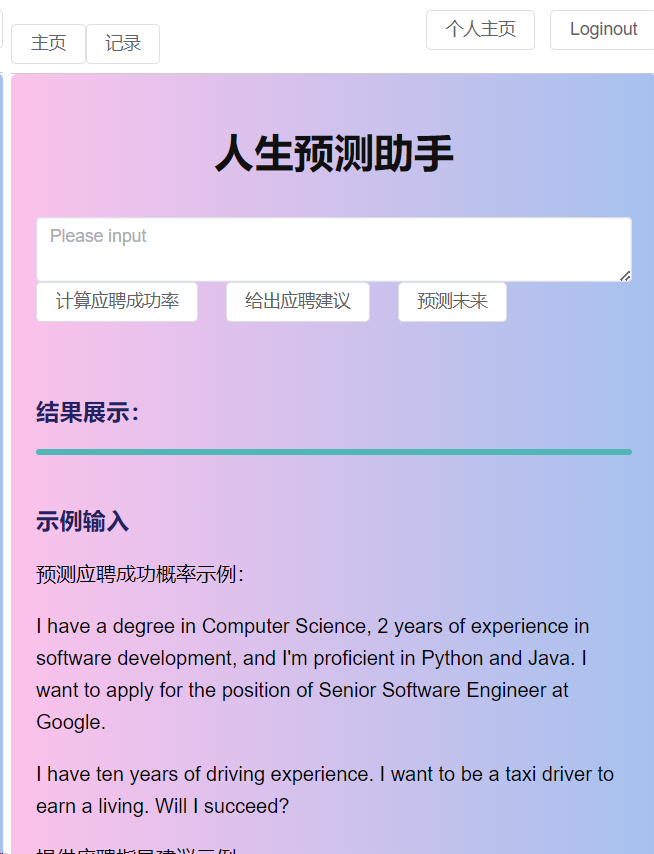 主页 记录 个人主页 Loginout
人生预测助手
Please input
计算应聘成功率 给出应聘建议 预测未来
结果展示：
示例输入
预测应聘成功概率示例：
I have a degree in Computer Science, 2 years of experience in
software development, and I'm proficient in Python and Java. I
want to apply for the position of Senior Software Engineer at
Google.
I have ten years of driving experience. I want to be a taxi driver to
earn a living. Will I succeed?